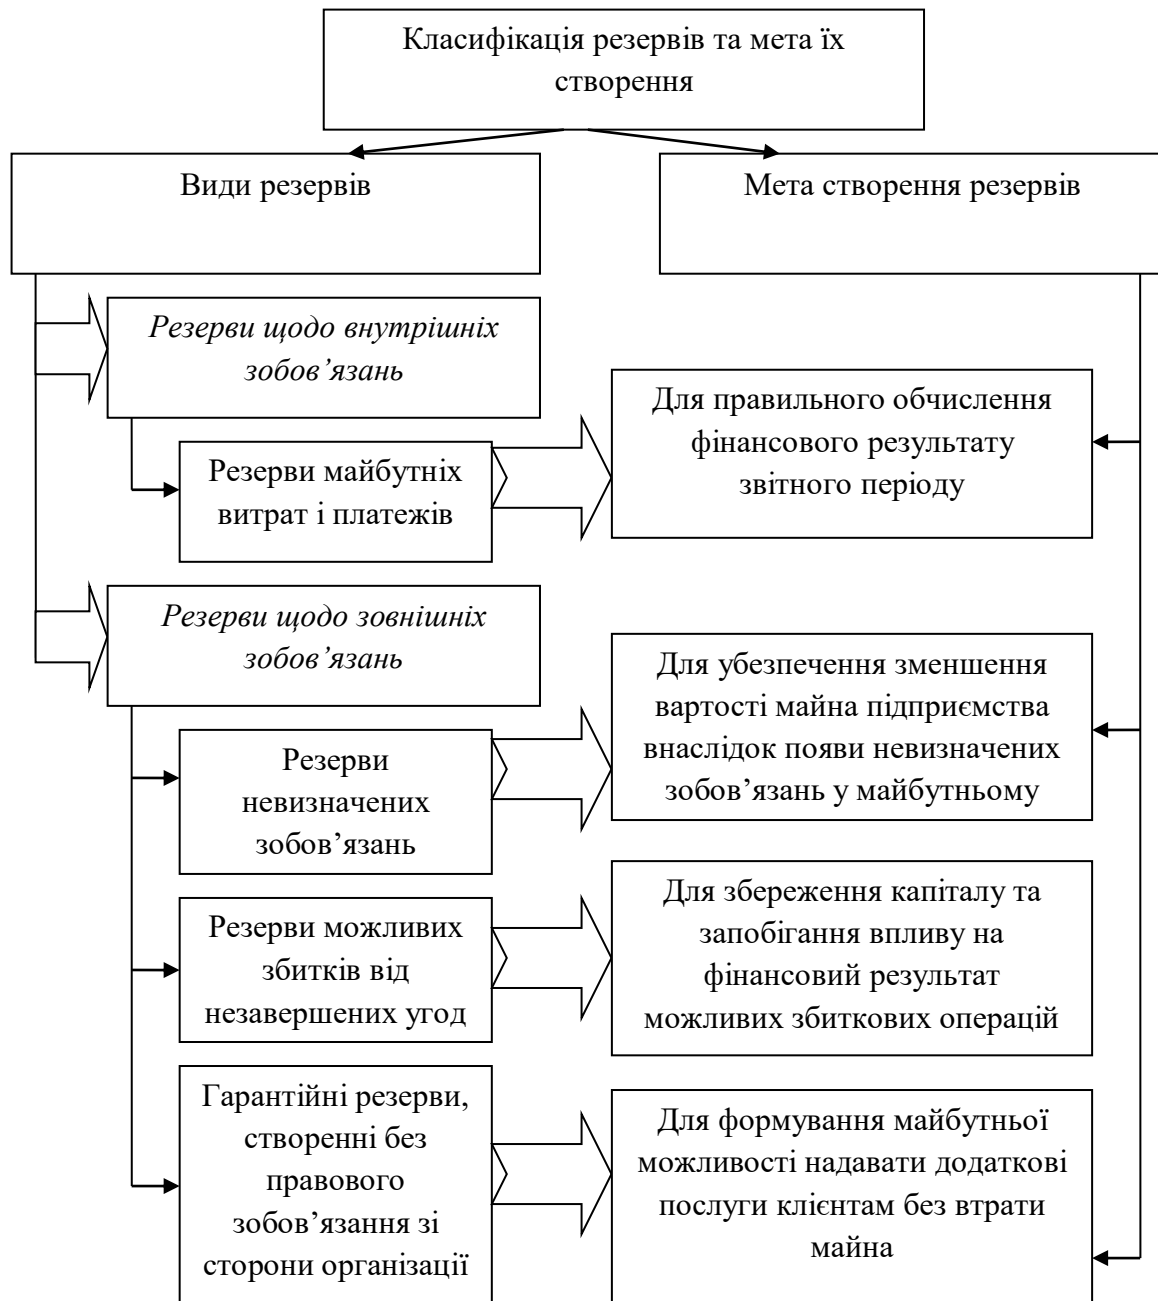 Класифікація резервів та мета їх
створення
Види резервів
Мета створення резервів
Резерви щодо внутрішніх
зобов’язань
Резерви майбутніх
витрат і платежів
Для правильного обчислення
фінансового результату
звітного періоду
Резерви щодо зовнішніх
зобов’язань
Резерви
невизначених
зобов’язань
Для убезпечення зменшення
вартості майна підприємства
внаслідок появи невизначених
зобов’язань у майбутньому
Резерви можливих
збитків від
незавершених угод
Для збереження капіталу та
запобігання впливу на
фінансовий результат
можливих збиткових операцій
Гарантійні резерви,
створенні без
правового
зобов’язання зі
сторони організації
Для формування майбутньої
можливості надавати додаткові
послуги клієнтам без втрати
майна